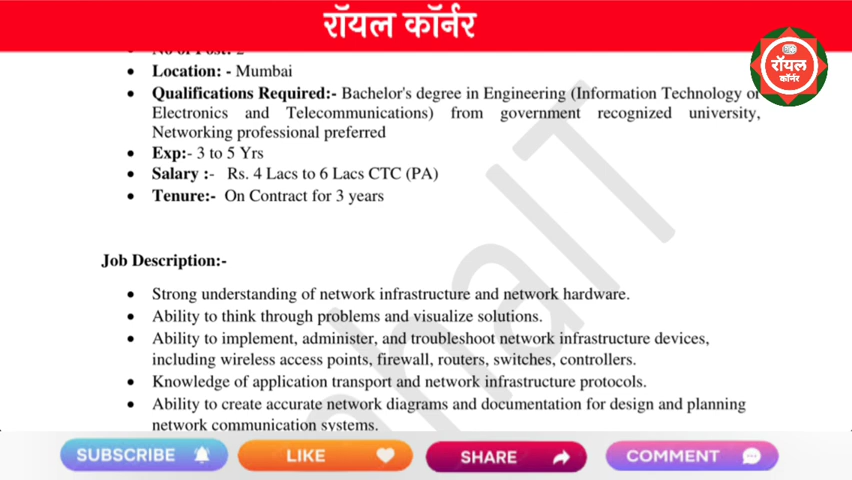 रॉयल कॉर्नर
रॉयल
कॉर्नर
No of Post: 2
• Location: - Mumbai
• Qualifications Required:- Bachelor's degree in Engineering (Information Technology or
Electronics and Telecommunications) from government recognized university,
Networking professional preferred
• Exp:- 3 to 5 Yrs
• Salary :- Rs. 4 Lacs to 6 Lacs CTC (PA)
• Tenure:- On Contract for 3 years
Job Description:-
• Strong understanding of network infrastructure and network hardware.
• Ability to think through problems and visualize solutions.
• Ability to implement, administer, and troubleshoot network infrastructure devices,
including wireless access points, firewall, routers, switches, controllers.
• Knowledge of application transport and network infrastructure protocols.
• Ability to create accurate network diagrams and documentation for design and planning
network communication systems.
SUBSCRIBE
LIKE
SHARE
COMMENT